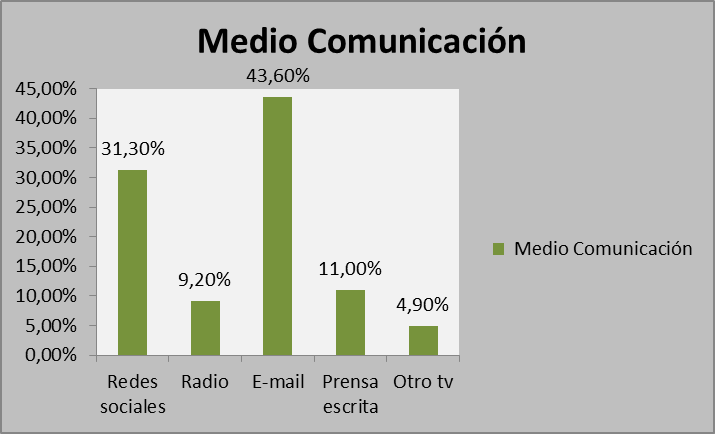 Medio Comunicación
45,00%
40,00%
35,00%
30,00%
25,00%
20,00%
15,00%
10,00%
5,00%
0,00%
31,30%
9,20%
43,60%
11,00%
4,90%
Redes
sociales
Radio
E-mail
Prensa
escrita
Otro tv
Medio Comunicación